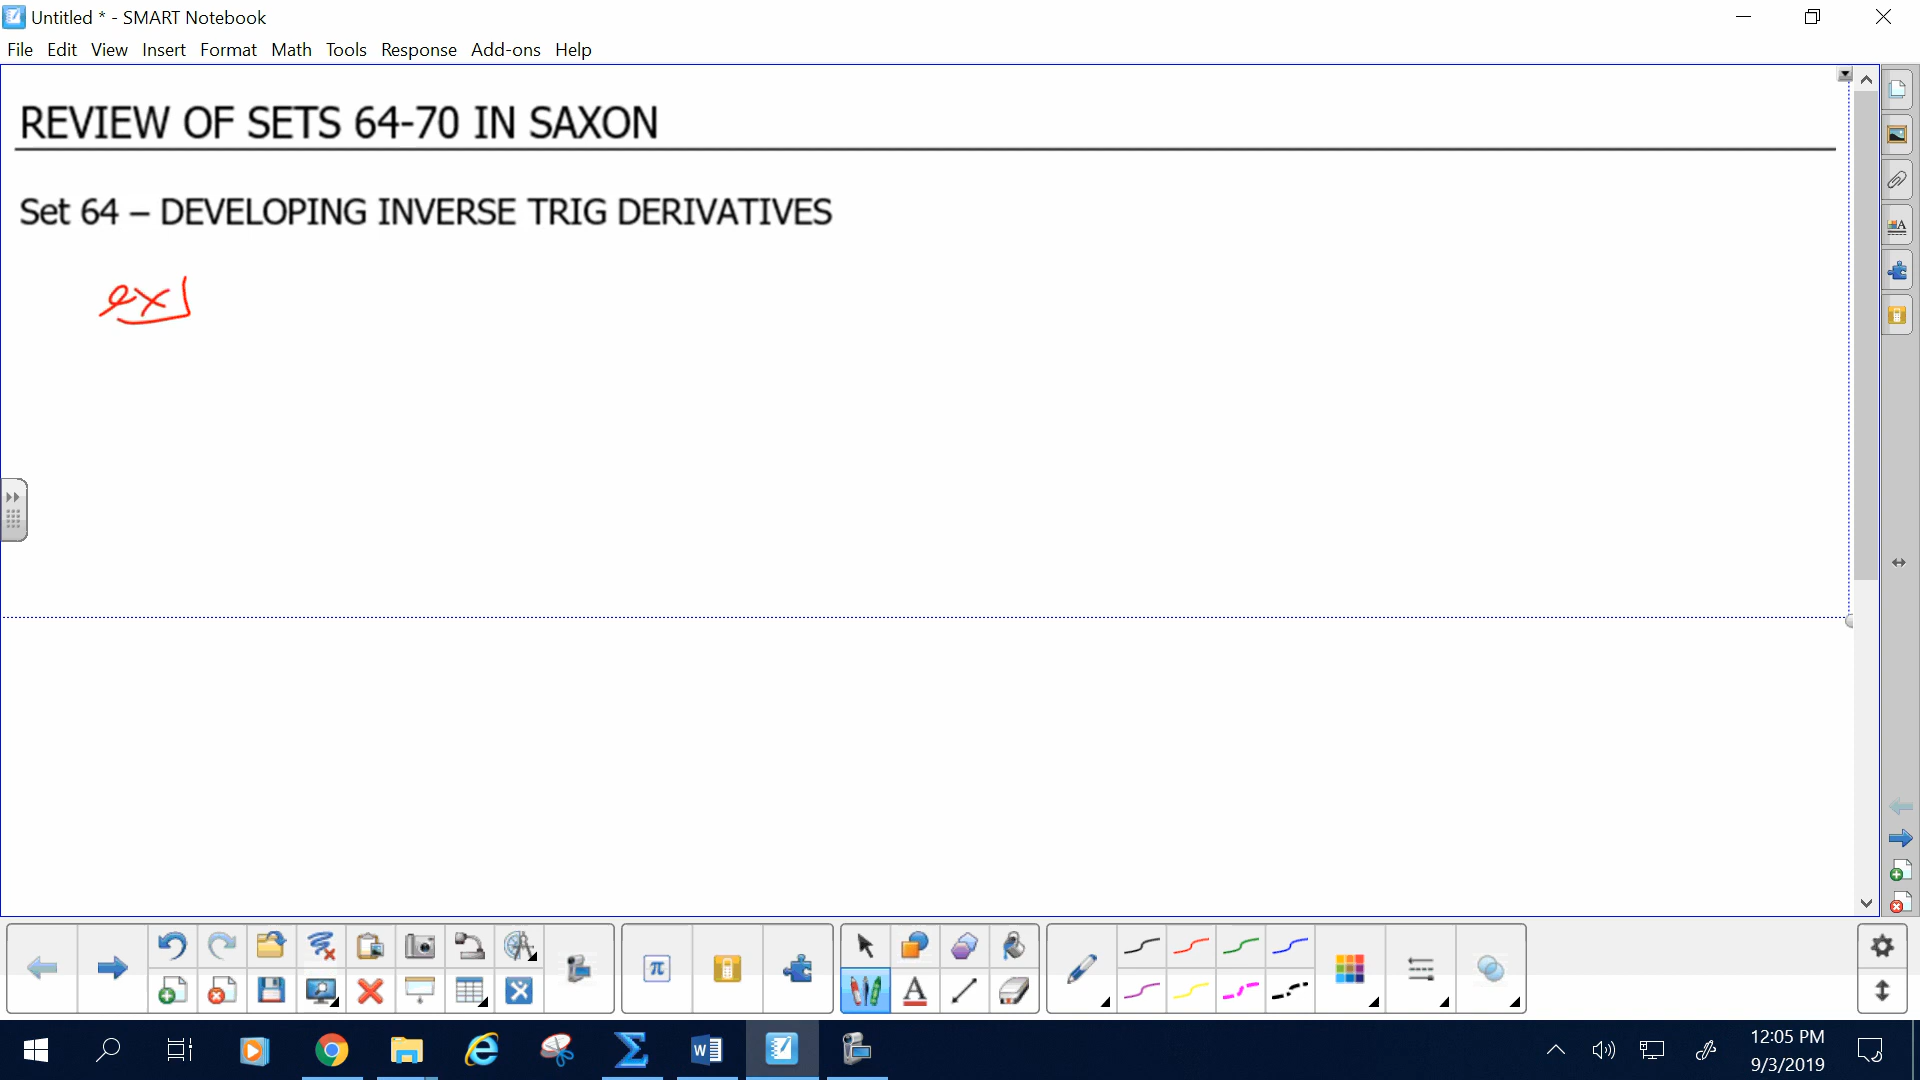 Untitled * - SMART Notebook
File Edit View Insert Format Math Tools Response Add-ons Help
REVIEW OF SETS 64-70 IN SAXON
Set 64 – DEVELOPING INVERSE TRIG DERIVATIVES
ex
12:05 PM
9/3/2019